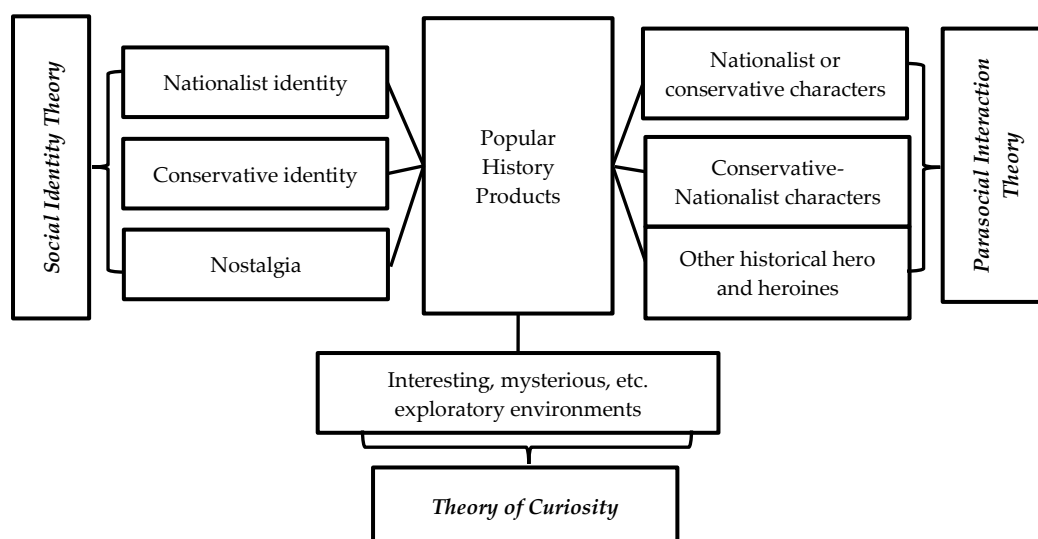 Social Identity Theory
Nationalist identity
Conservative identity
Nostalgia
Popular
History
Products
Nationalist or
conservative characters
Conservative-
Nationalist characters
Other historical hero
and heroines
Parasocial Interaction
Theory
Interesting, mysterious, etc.
exploratory environments
Theory of Curiosity